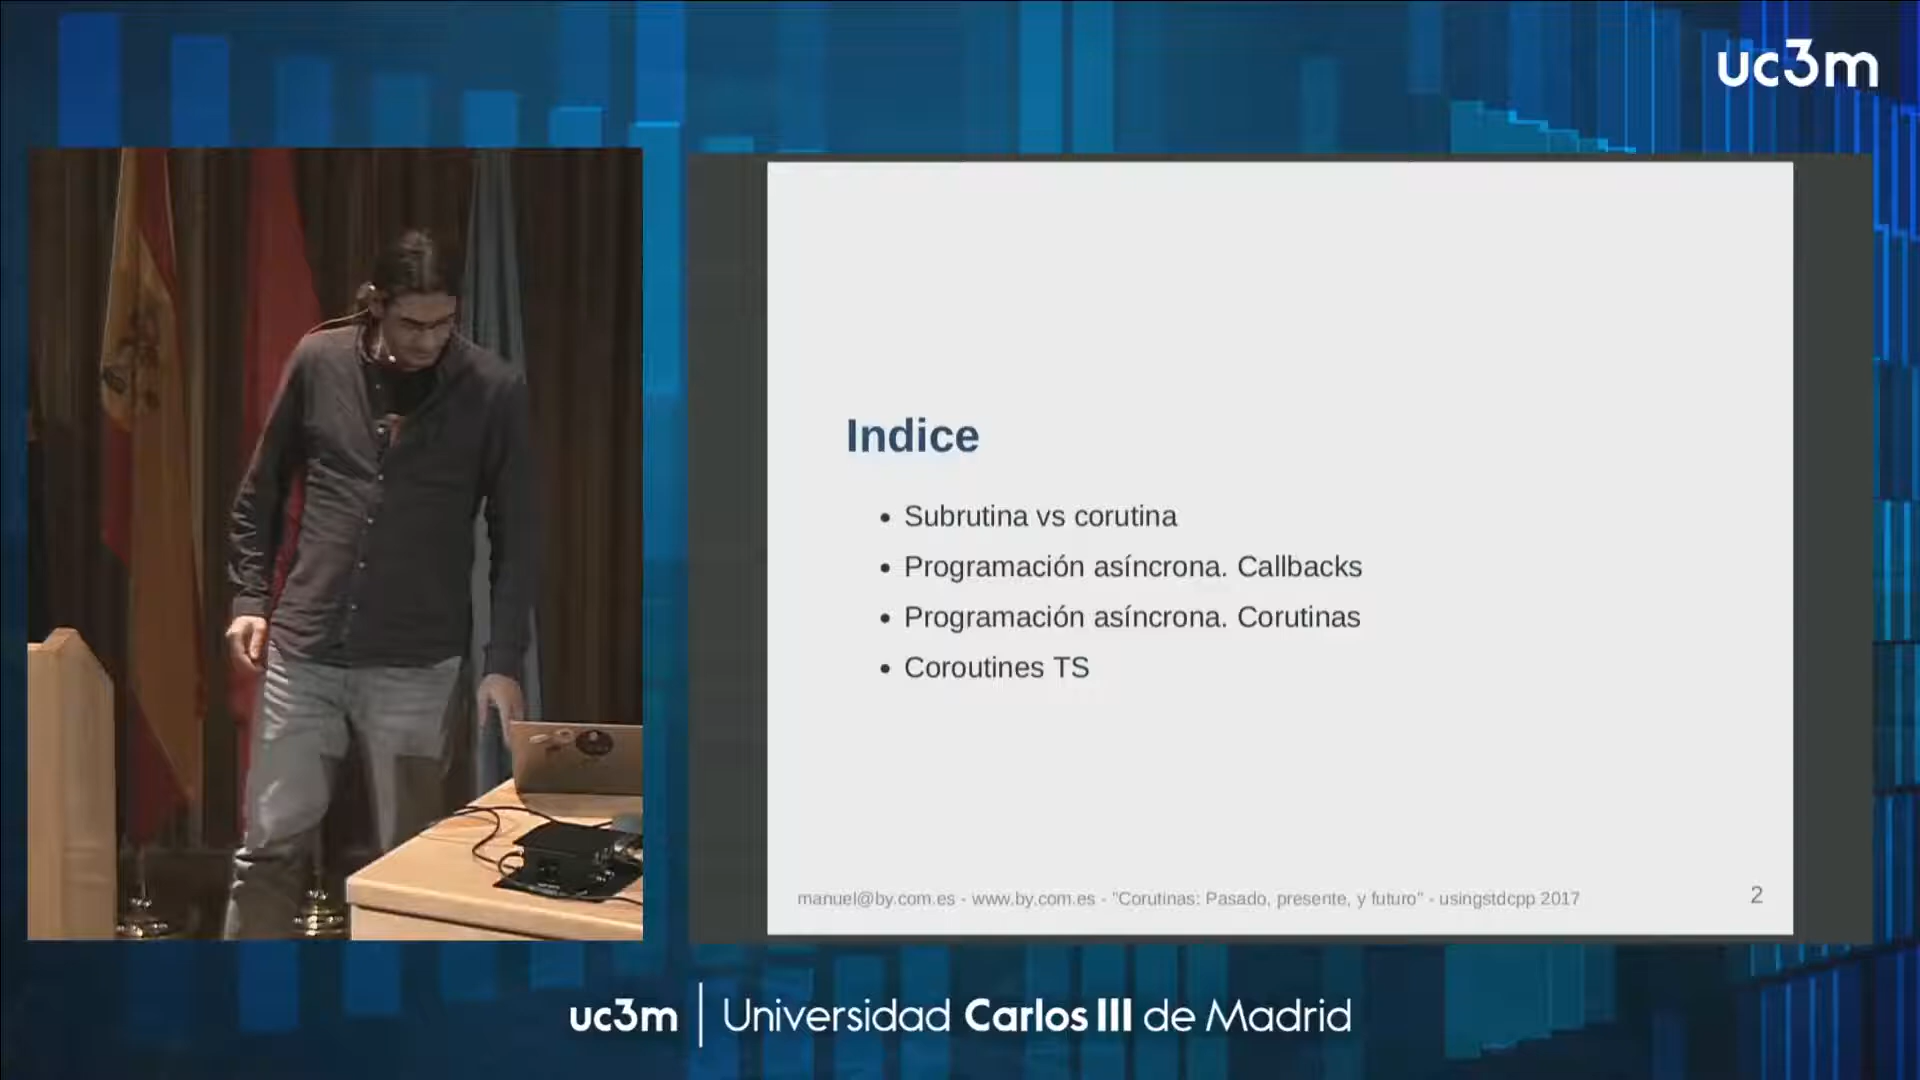 uc3m
Indice
Subrutina vs corutina
Programación asíncrona. Callbacks
Programación asíncrona. Corutinas
Coroutines TS
manuel@by.com.es - www.by.com.es - "Corutinas: Pasado, presente, y futuro" - usingstdcpp 2017
2
uc3m | Universidad Carlos III de Madrid